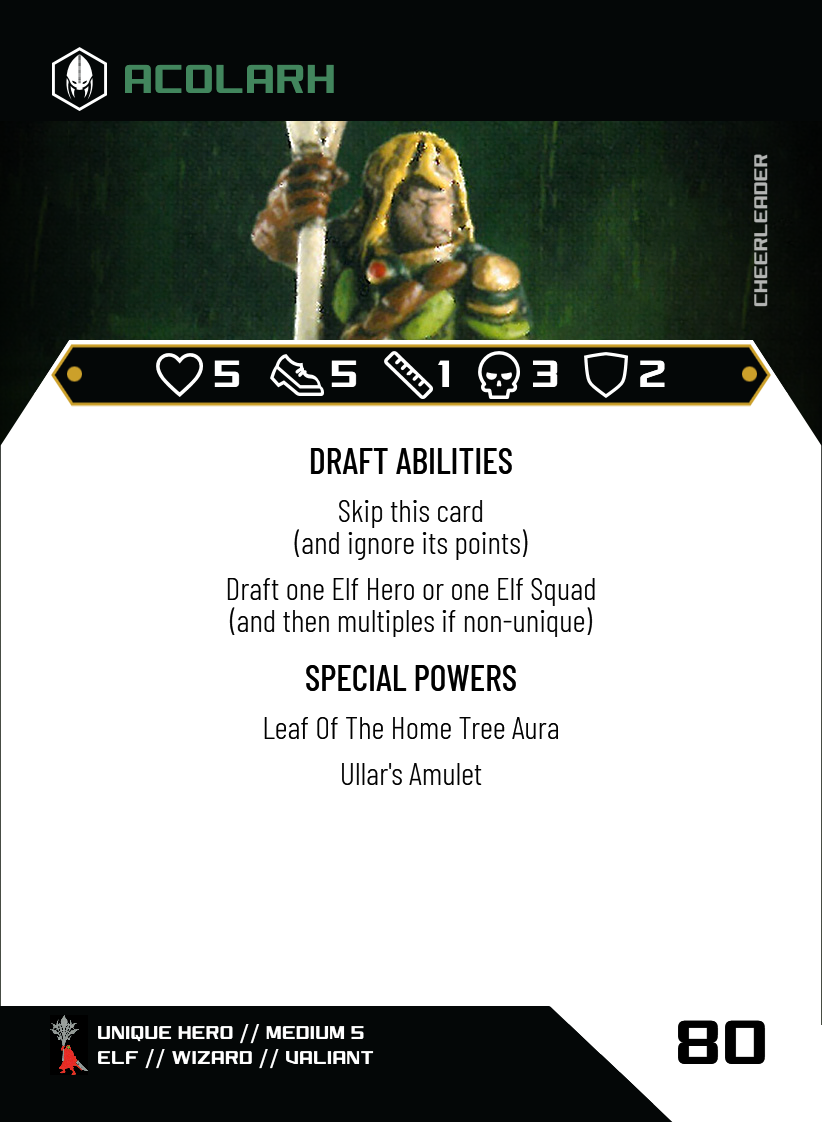 ACOLARH
CHEERLEADER
5 5 1 3 2
DRAFT ABILITIES
Skip this card
(and ignore its points)
Draft one Elf Hero or one Elf Squad
(and then multiples if non-unique)
SPECIAL POWERS
Leaf Of The Home Tree Aura
Ullar's Amulet
UNIQUE HERO // MEDIUM 5
ELF // WIZARD // VALIANT
80